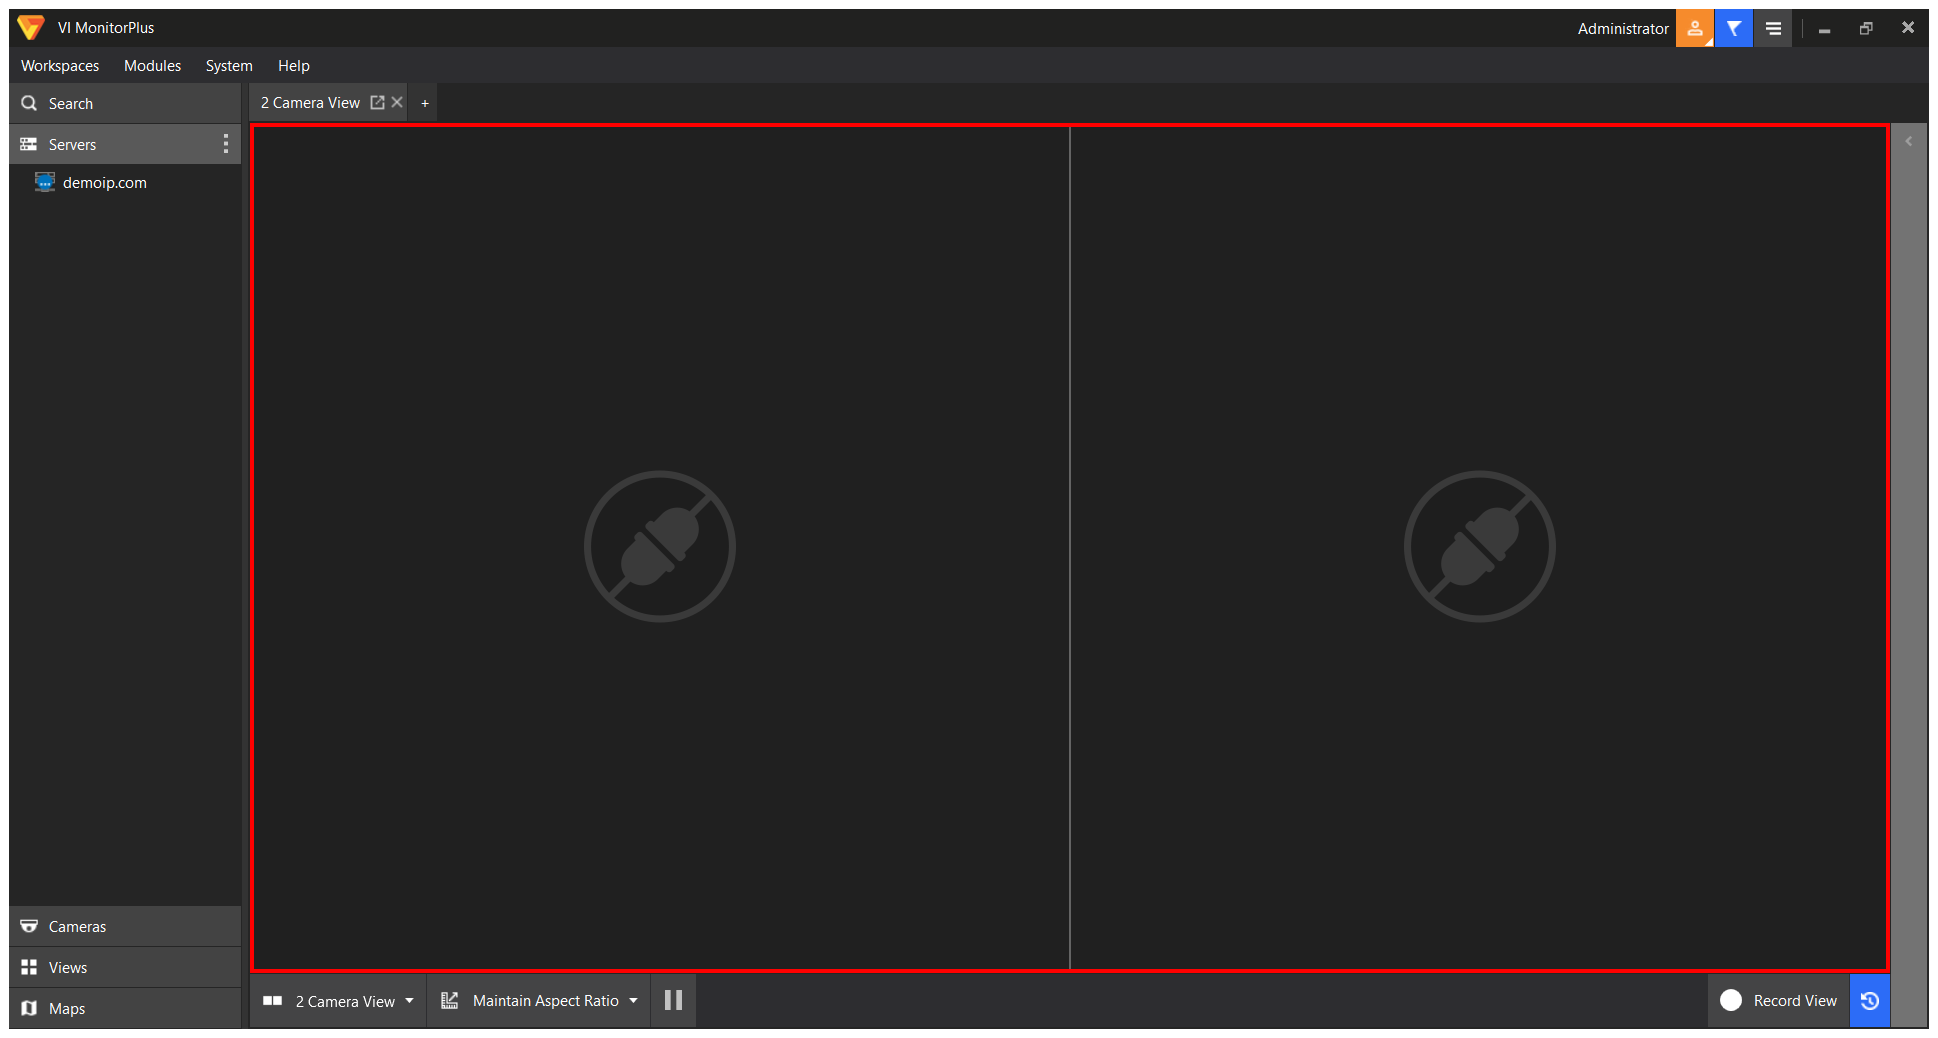 VI MonitorPlus
Administrator
Workspaces Modules System Help
Search
2 Camera View +
Servers
demoip.com
Cameras
Views
Maps
2 Camera View Maintain Aspect Ratio Record View